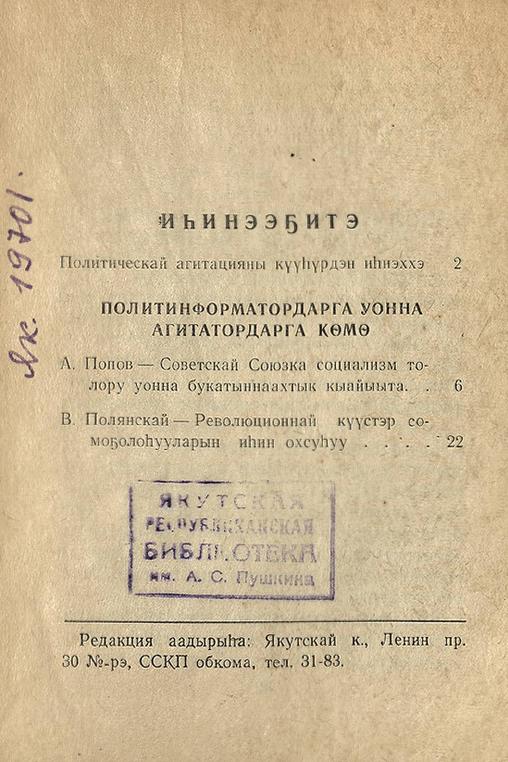 ИҺИНЭЭҔИТЭ
Политическай агитацияны күүһүрдэн иһиэххэ 2
ПОЛИТИНФОРМАТОРДАРГА УОННА
АГИТАТОРДАРГА КӨМӨ
А. Попов — Советскай Союзка социализм то-
лору уонна букатыннаахтык кыайыыта. . 6
В. Полянскай — Революционнай күүстэр со-
моҕолоһууларын иһин охсуһуу . . . . 22
ЯКУТСКАЯ
РЕСПУБЛИКАНСКАЯ
БИБЛИОТЕКА
им. А. С. Пушкина
Редакция аадырыһа: Якутскай к., Ленин пр.
30 №-рэ, ССКП обкома, тел. 31-83.
Як. 19701.